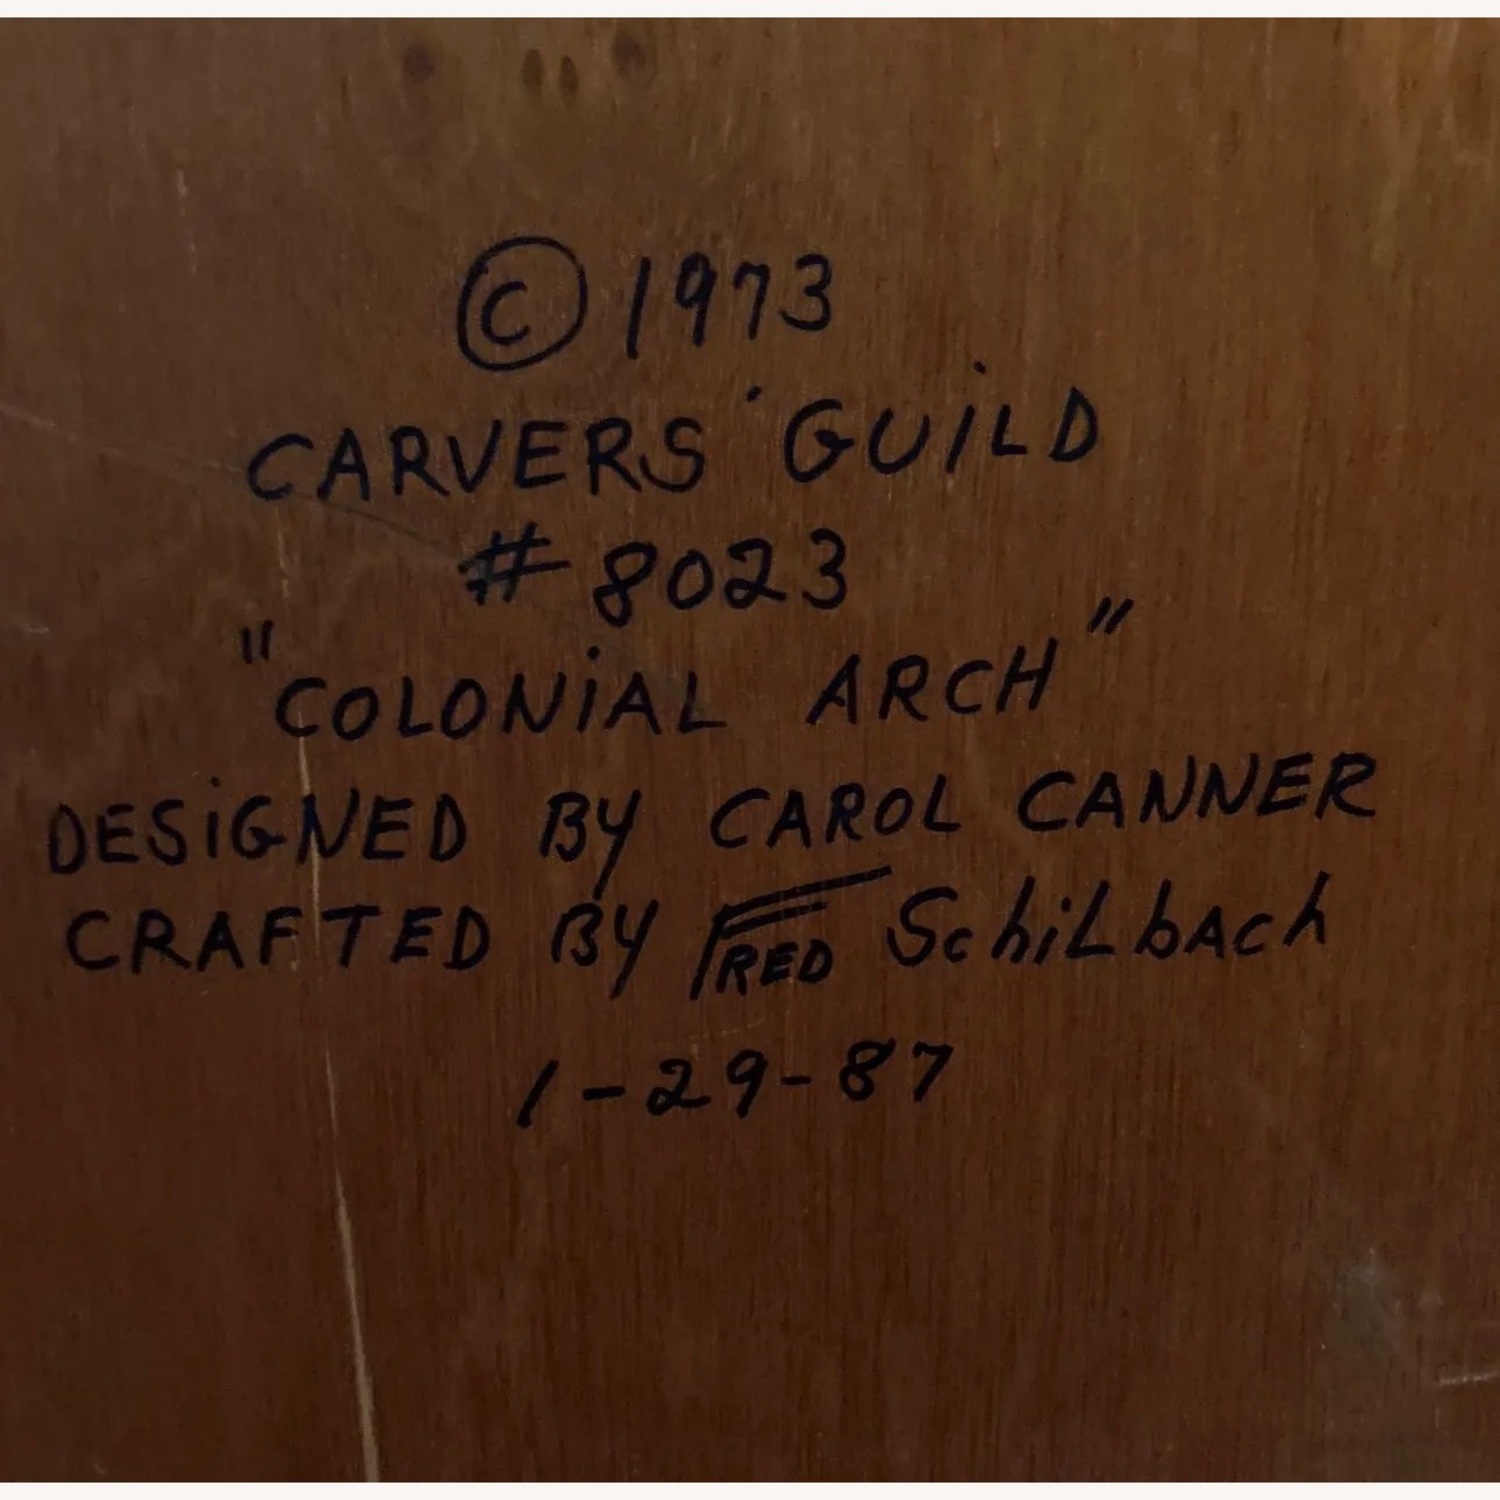 © 1973
CARVERS' GUILD
# 8023
"COLONIAL ARCH"
DESIGNED BY CAROL CANNER
CRAFTED BY FRED SchiLbAch
1-29-87